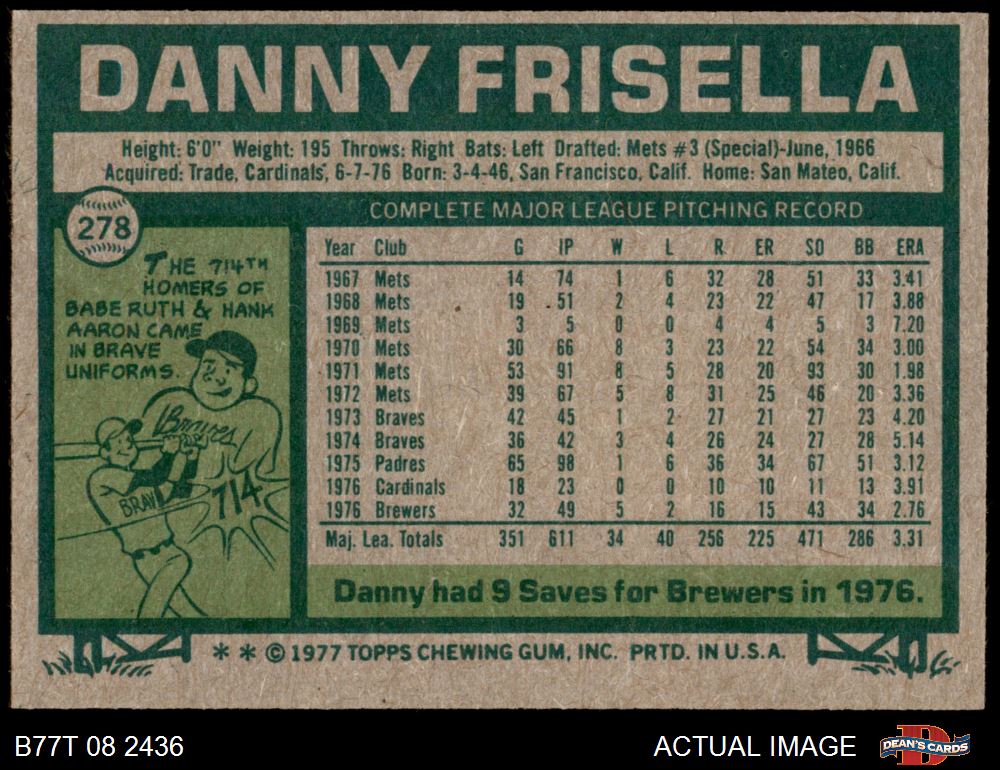 DANNY FRISELLA
Height: 6'0" Weight: 195 Throws: Right Bats: Left Drafted: Mets #3 (Special)-June, 1966
Acquired: Trade, Cardinals, 6-7-76 Born: 3-4-46, San Francisco, Calif. Home: San Mateo, Calif.
278
THE 714TH
HOMERS OF
BABE RUTH & HANK
AARON CAME
IN BRAVE
UNIFORMS.
Braves
BRAV
714
COMPLETE MAJOR LEAGUE PITCHING RECORD
Year Club G IP W L R ER SO BB ERA
1967 Mets 14 74 1 6 32 28 51 33 3.41
1968 Mets 19 51 2 4 23 22 47 17 3.88
1969 Mets 3 5 0 0 4 4 5 3 7.20
1970 Mets 30 66 8 3 23 22 54 34 3.00
1971 Mets 53 91 8 5 28 20 93 30 1.98
1972 Mets 39 67 5 8 31 25 46 20 3.36
1973 Braves 42 45 1 2 27 21 27 23 4.20
1974 Braves 36 42 3 4 26 24 27 28 5.14
1975 Padres 65 98 1 6 36 34 67 51 3.12
1976 Cardinals 18 23 0 0 10 10 11 13 3.91
1976 Brewers 32 49 5 2 16 15 43 34 2.76
Maj. Lea. Totals 351 611 34 40 256 225 471 286 3.31
Danny had 9 Saves for Brewers in 1976.
* * © 1977 TOPPS CHEWING GUM, INC. PRTD. IN U.S.A.
B77T 08 2436
ACTUAL IMAGE
D
DEAN'S CARDS